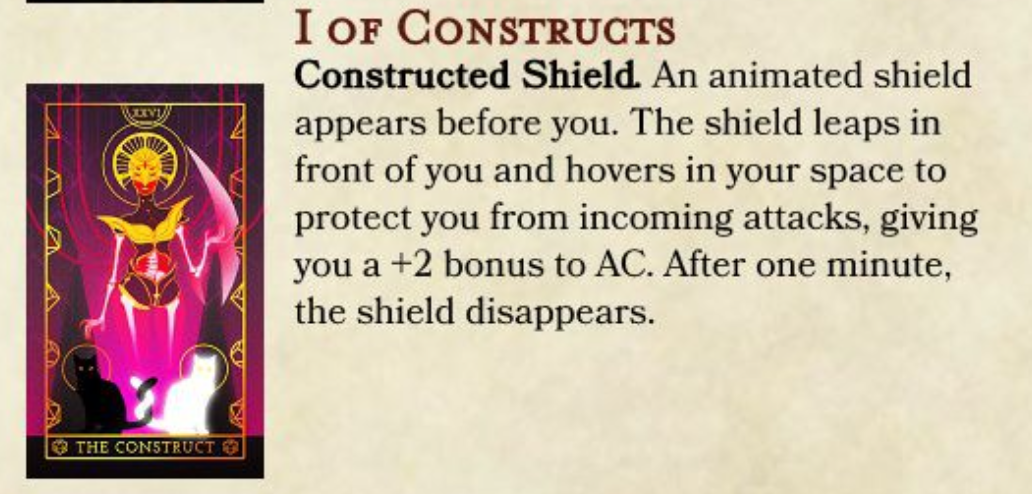 I OF CONSTRUCTS
Constructed Shield. An animated shield
appears before you. The shield leaps in
front of you and hovers in your space to
protect you from incoming attacks, giving
you a +2 bonus to AC. After one minute,
the shield disappears.
XXVI
THE CONSTRUCT